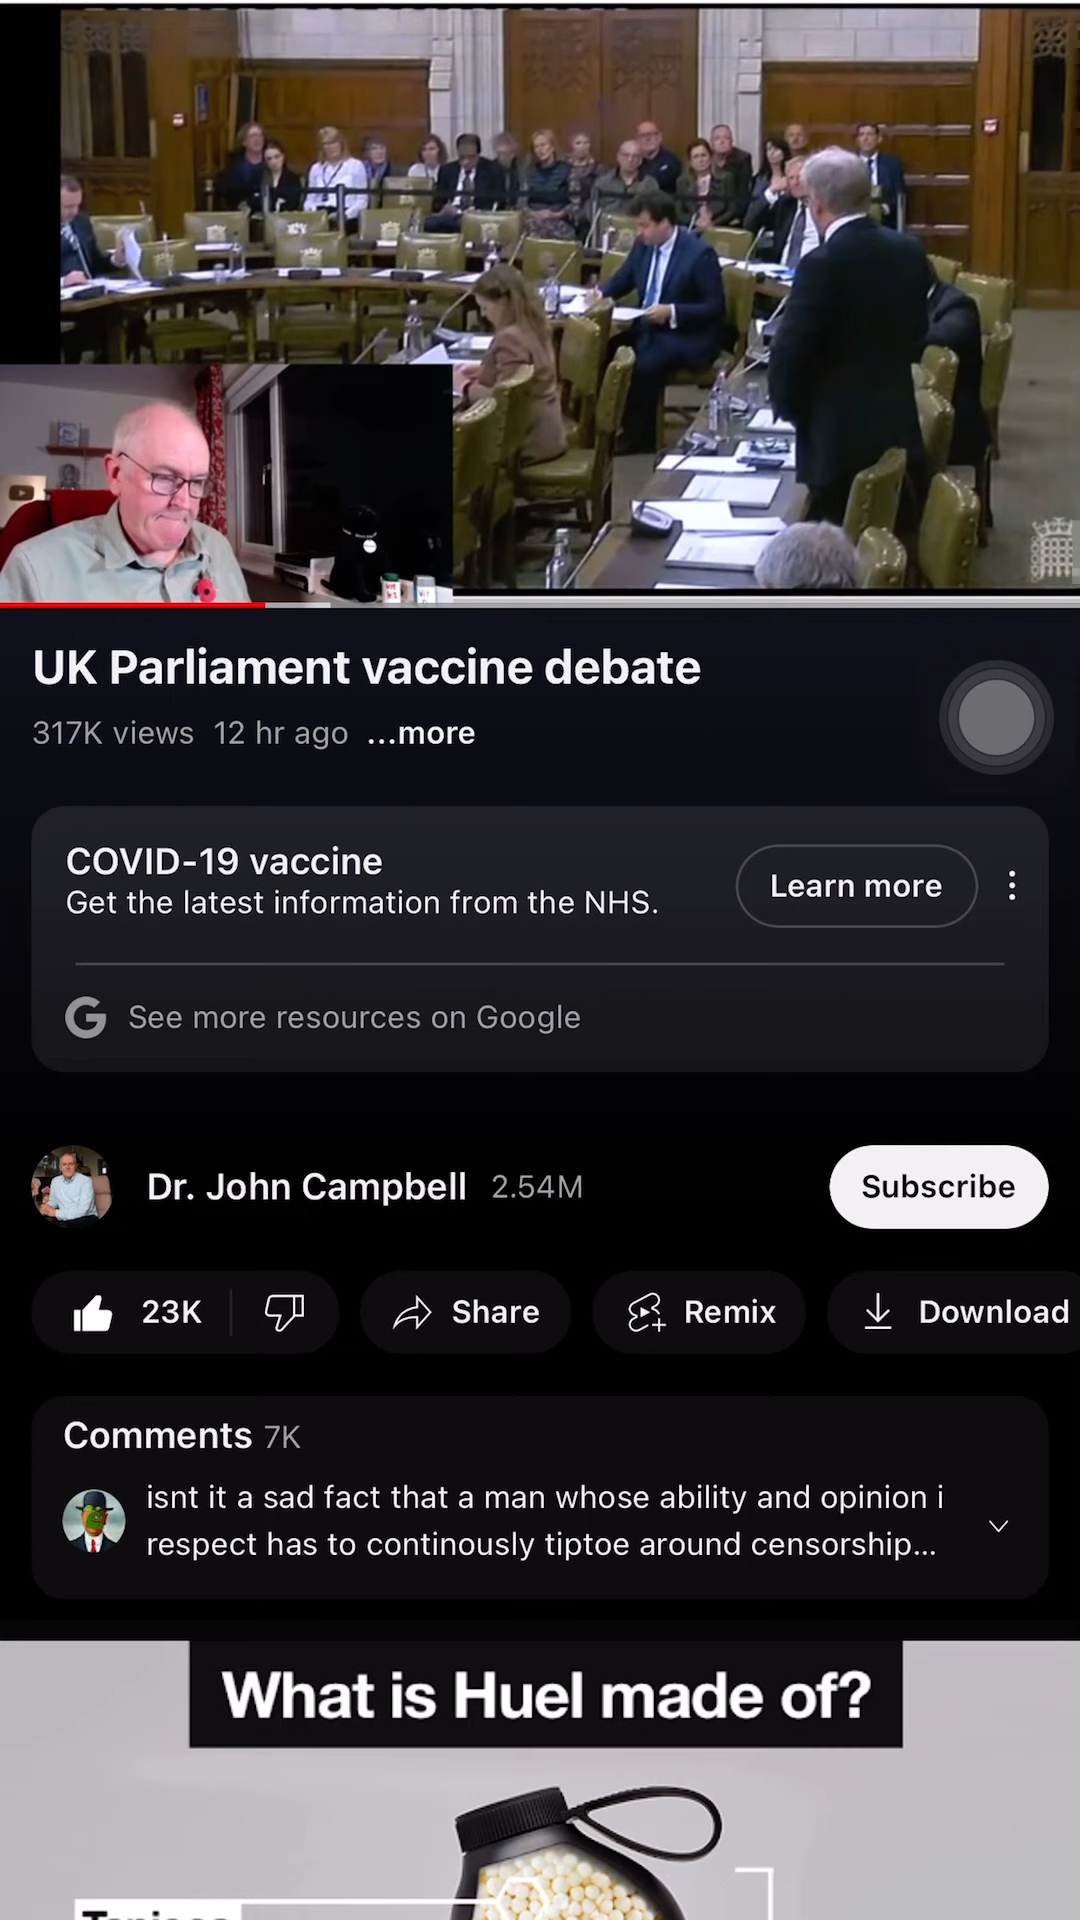 UK Parliament vaccine debate
317K views 12 hr ago ...more
COVID-19 vaccine
Get the latest information from the NHS.
Learn more
See more resources on Google
Dr. John Campbell 2.54M
Subscribe
23K
Share
Remix
Download
Comments 7K
isnt it a sad fact that a man whose ability and opinion i
respect has to continously tiptoe around censorship...
What is Huel made of?